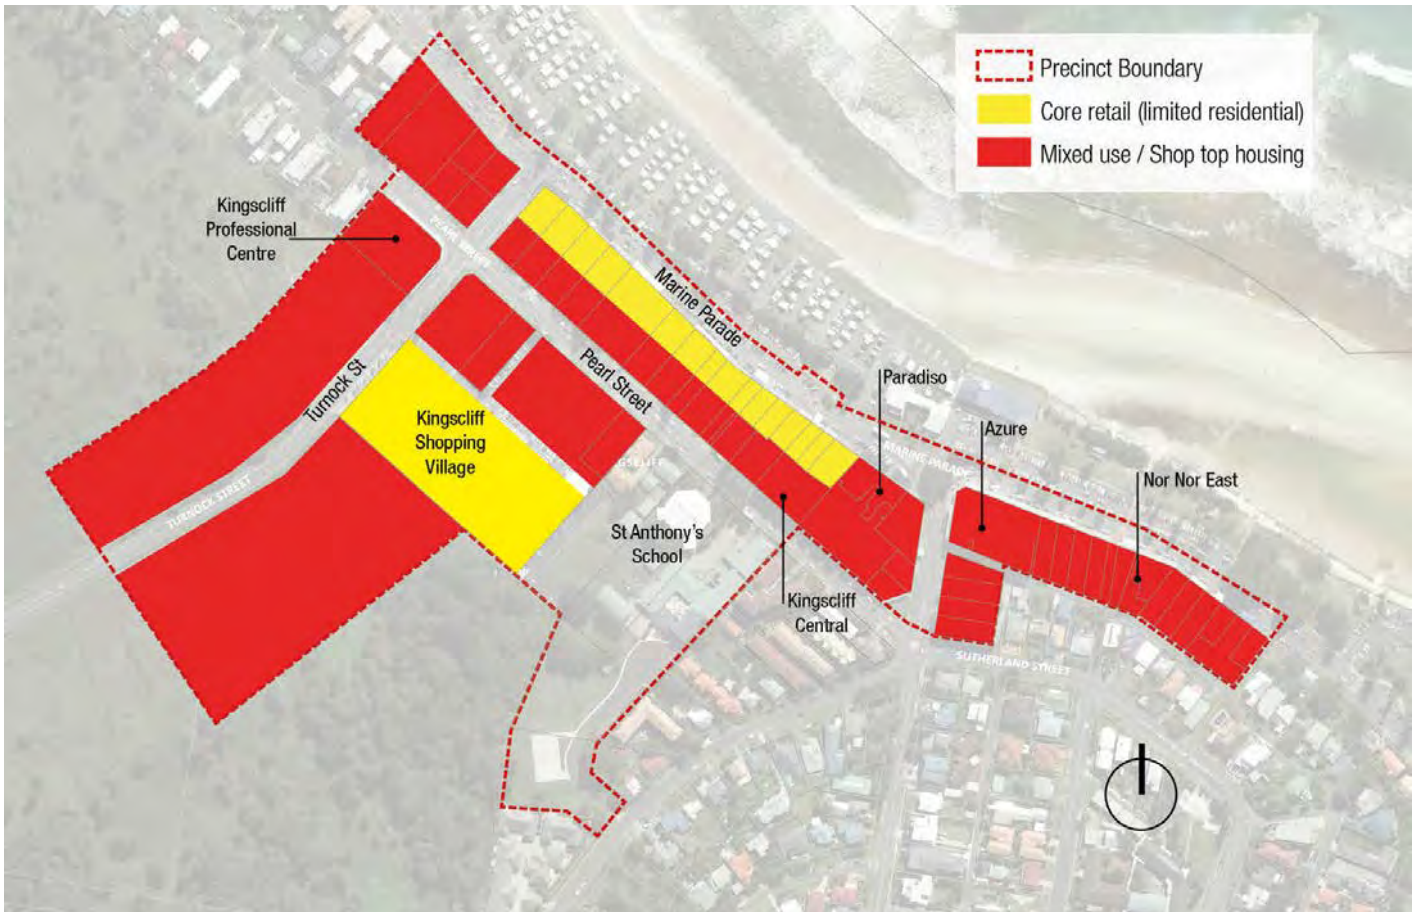 Precinct Boundary
Core retail (limited residential)
Mixed use / Shop top housing
Kingscliff
Professional
Centre
PEARL STREET
Marine Parade
Pearl Street
Turnock St
Kingscliff
Shopping
Village
TURNOCK STREET
St Anthony's
School
Paradiso
MARINE PARADE
Azure
Nor Nor East
Kingscliff
Central
SUTHERLAND STREET